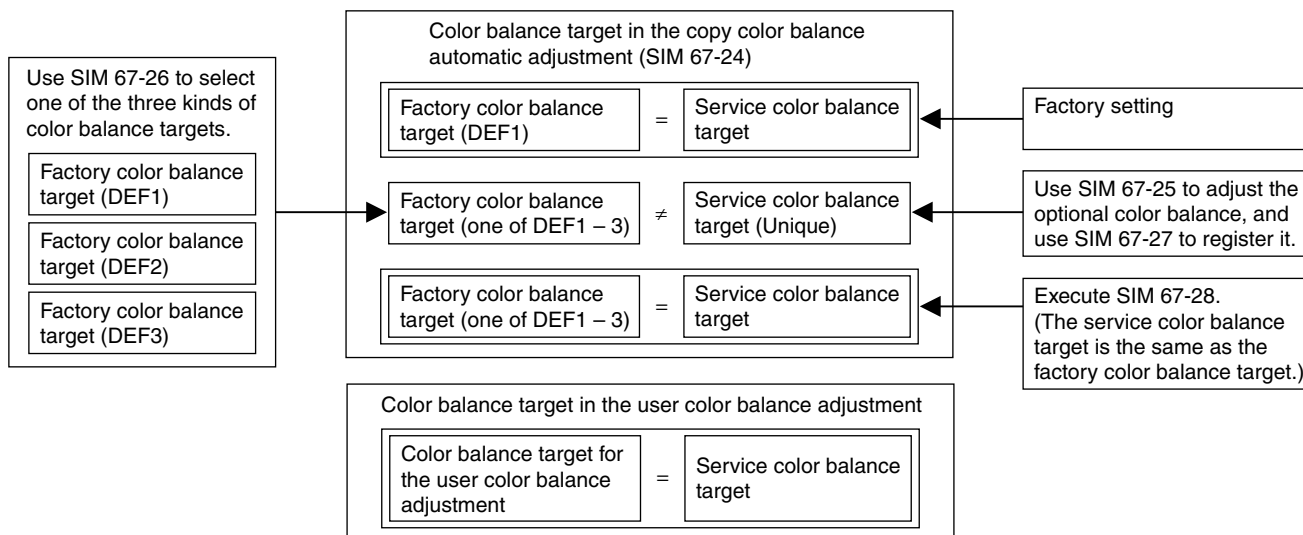 Use SIM 67-26 to select
one of the three kinds of
color balance targets.
Factory color balance
target (DEF1)
Factory color balance
target (DEF2)
Factory color balance
target (DEF3)
Color balance target in the copy color balance
automatic adjustment (SIM 67-24)
Factory color balance
target (DEF1)
=
Service color balance
target
Factory color balance
target (one of DEF1 – 3)
≠
Service color balance
target (Unique)
Factory color balance
target (one of DEF1 – 3)
=
Service color balance
target
Factory setting
Use SIM 67-25 to adjust the
optional color balance, and
use SIM 67-27 to register it.
Execute SIM 67-28.
(The service color balance
target is the same as the
factory color balance target.)
Color balance target in the user color balance adjustment
Color balance target for
the user color balance
adjustment
=
Service color balance
target